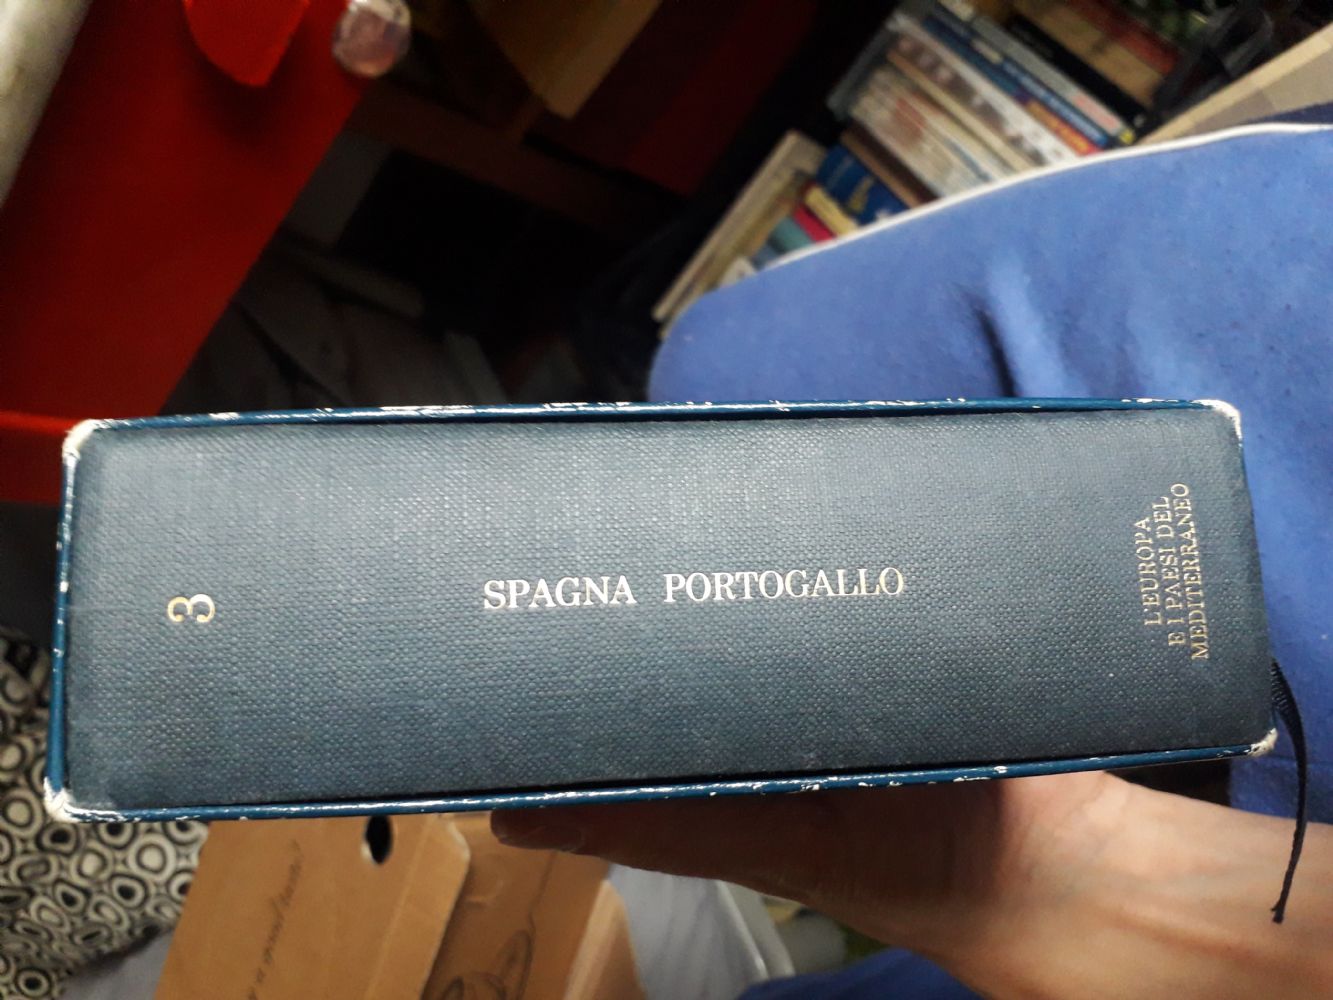 L'EUROPA
E I PAESI DEL
MEDITERRANEO
SPAGNA PORTOGALLO
3